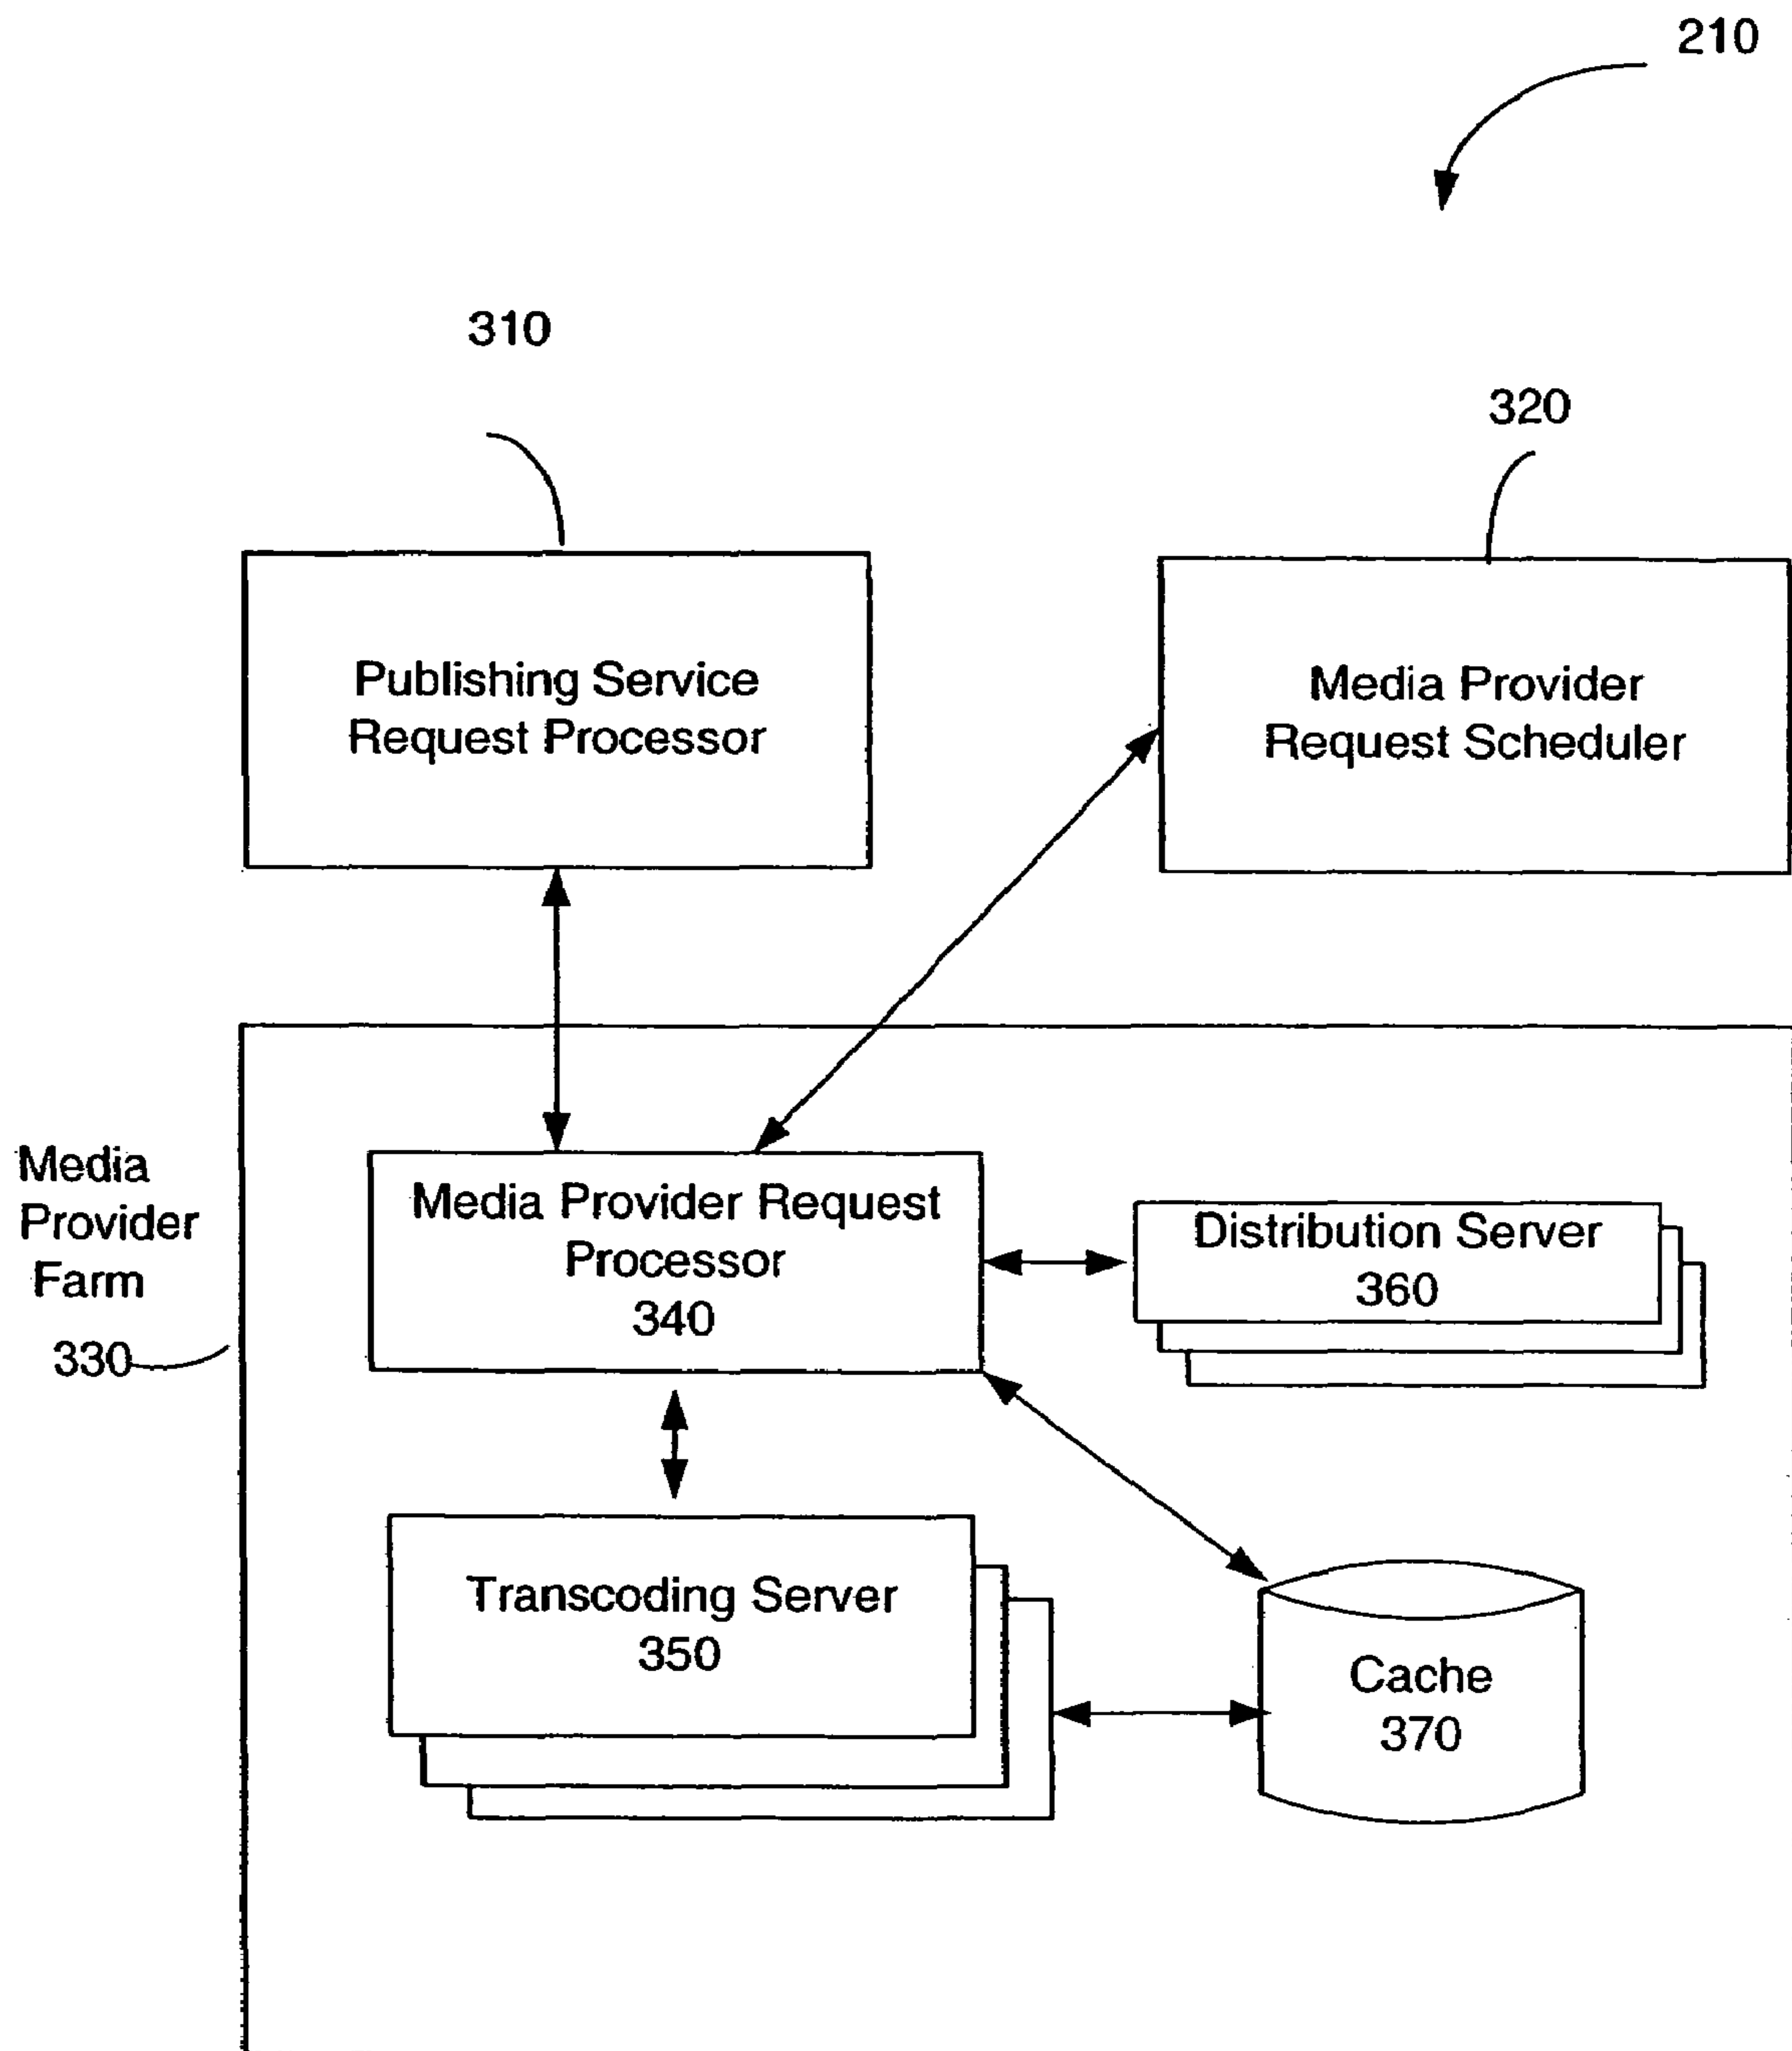 210
310
320
Publishing Service
Request Processor
Media Provider
Request Scheduler
Media
Provider
Farm
330
Media Provider Request
Processor
340
Distribution Server
360
Transcoding Server
350
Cache
370